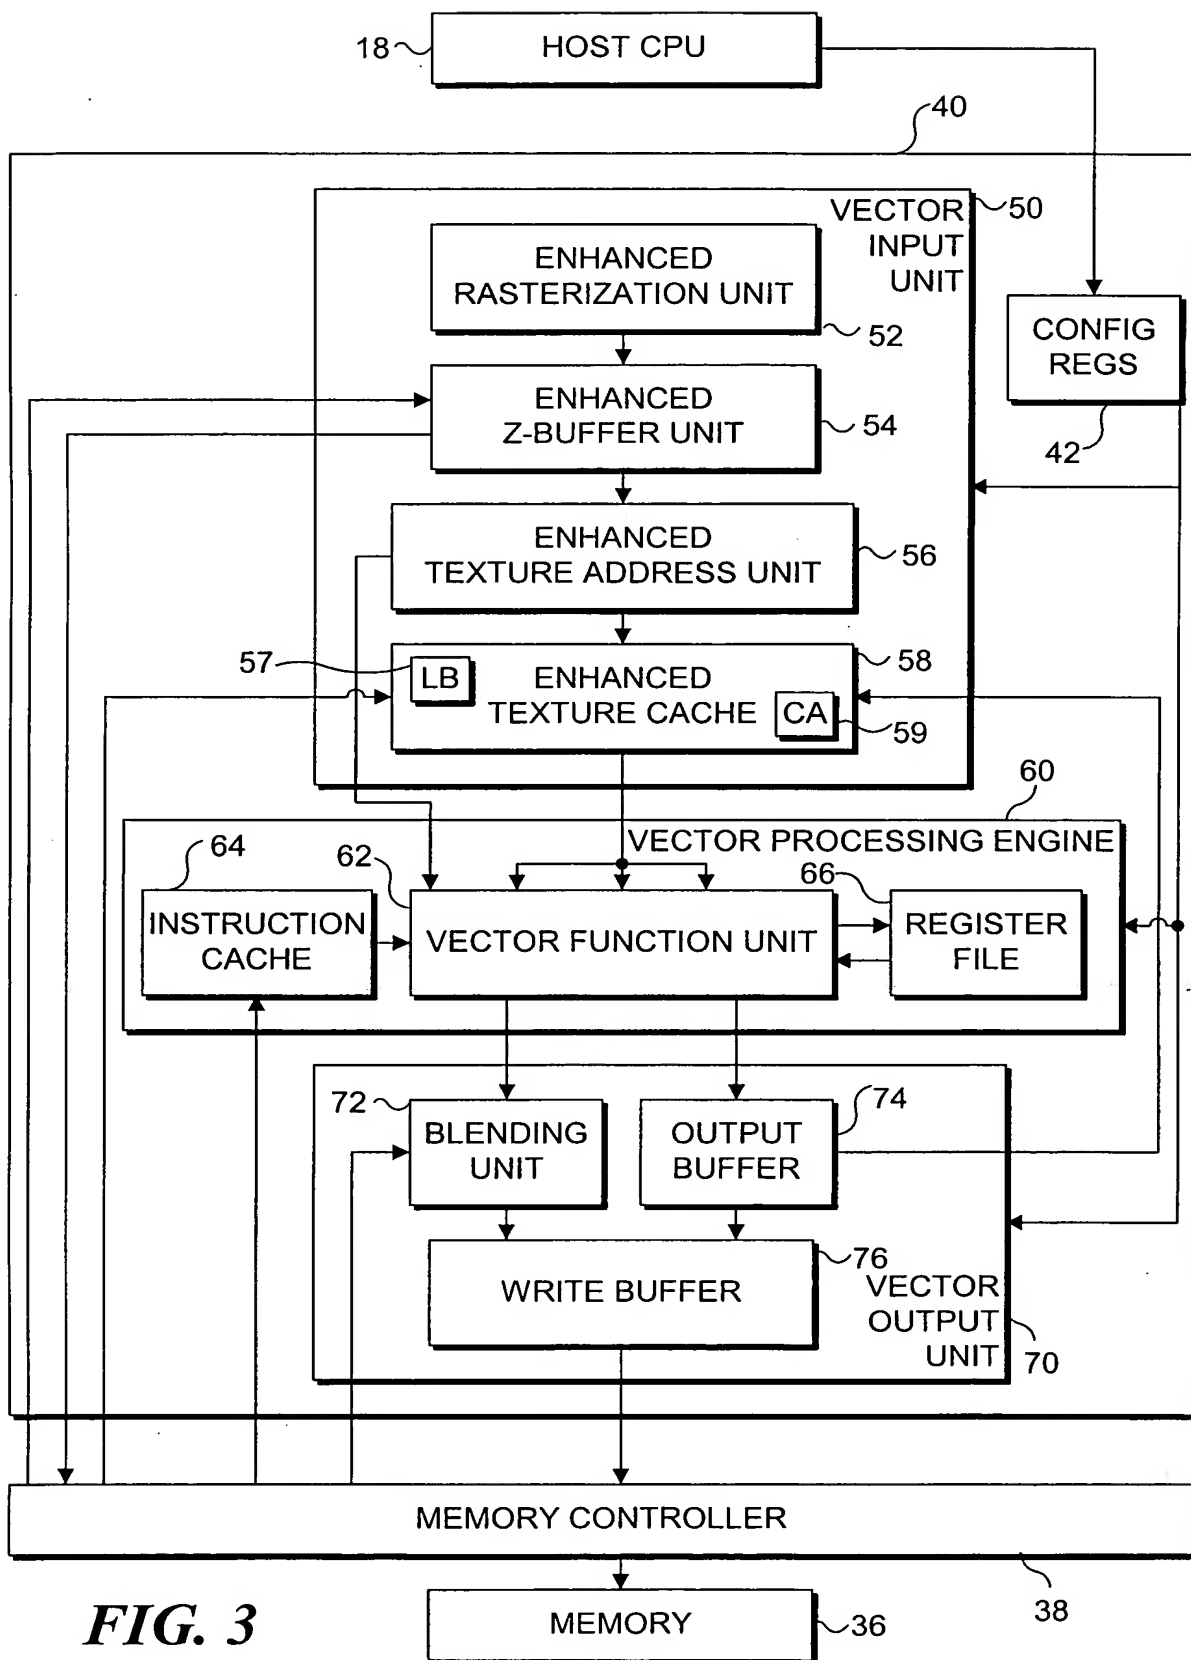 18
HOST CPU
40
50
VECTOR
INPUT
UNIT
ENHANCED
RASTERIZATION UNIT
52
CONFIG
REGS
42
ENHANCED
Z-BUFFER UNIT
54
ENHANCED
TEXTURE ADDRESS UNIT
56
57
LB
ENHANCED
TEXTURE CACHE
58
CA
59
60
VECTOR PROCESSING ENGINE
64
62
66
INSTRUCTION
CACHE
VECTOR FUNCTION UNIT
REGISTER
FILE
72
BLENDING
UNIT
OUTPUT
BUFFER
74
WRITE BUFFER
76
VECTOR
OUTPUT
UNIT
70
MEMORY CONTROLLER
38
MEMORY
36
FIG. 3